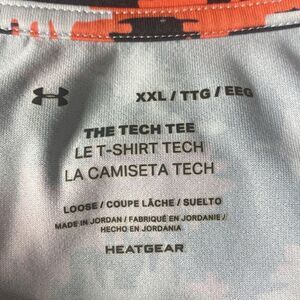 XXL / TTG / EEG
THE TECH TEE
LE T-SHIRT TECH
LA CAMISETA TECH
LOOSE / COUPE LÂCHE / SUELTO
MADE IN JORDAN / FABRIQUÉ EN JORDANIE /
HECHO EN JORDANIA
HEATGEAR